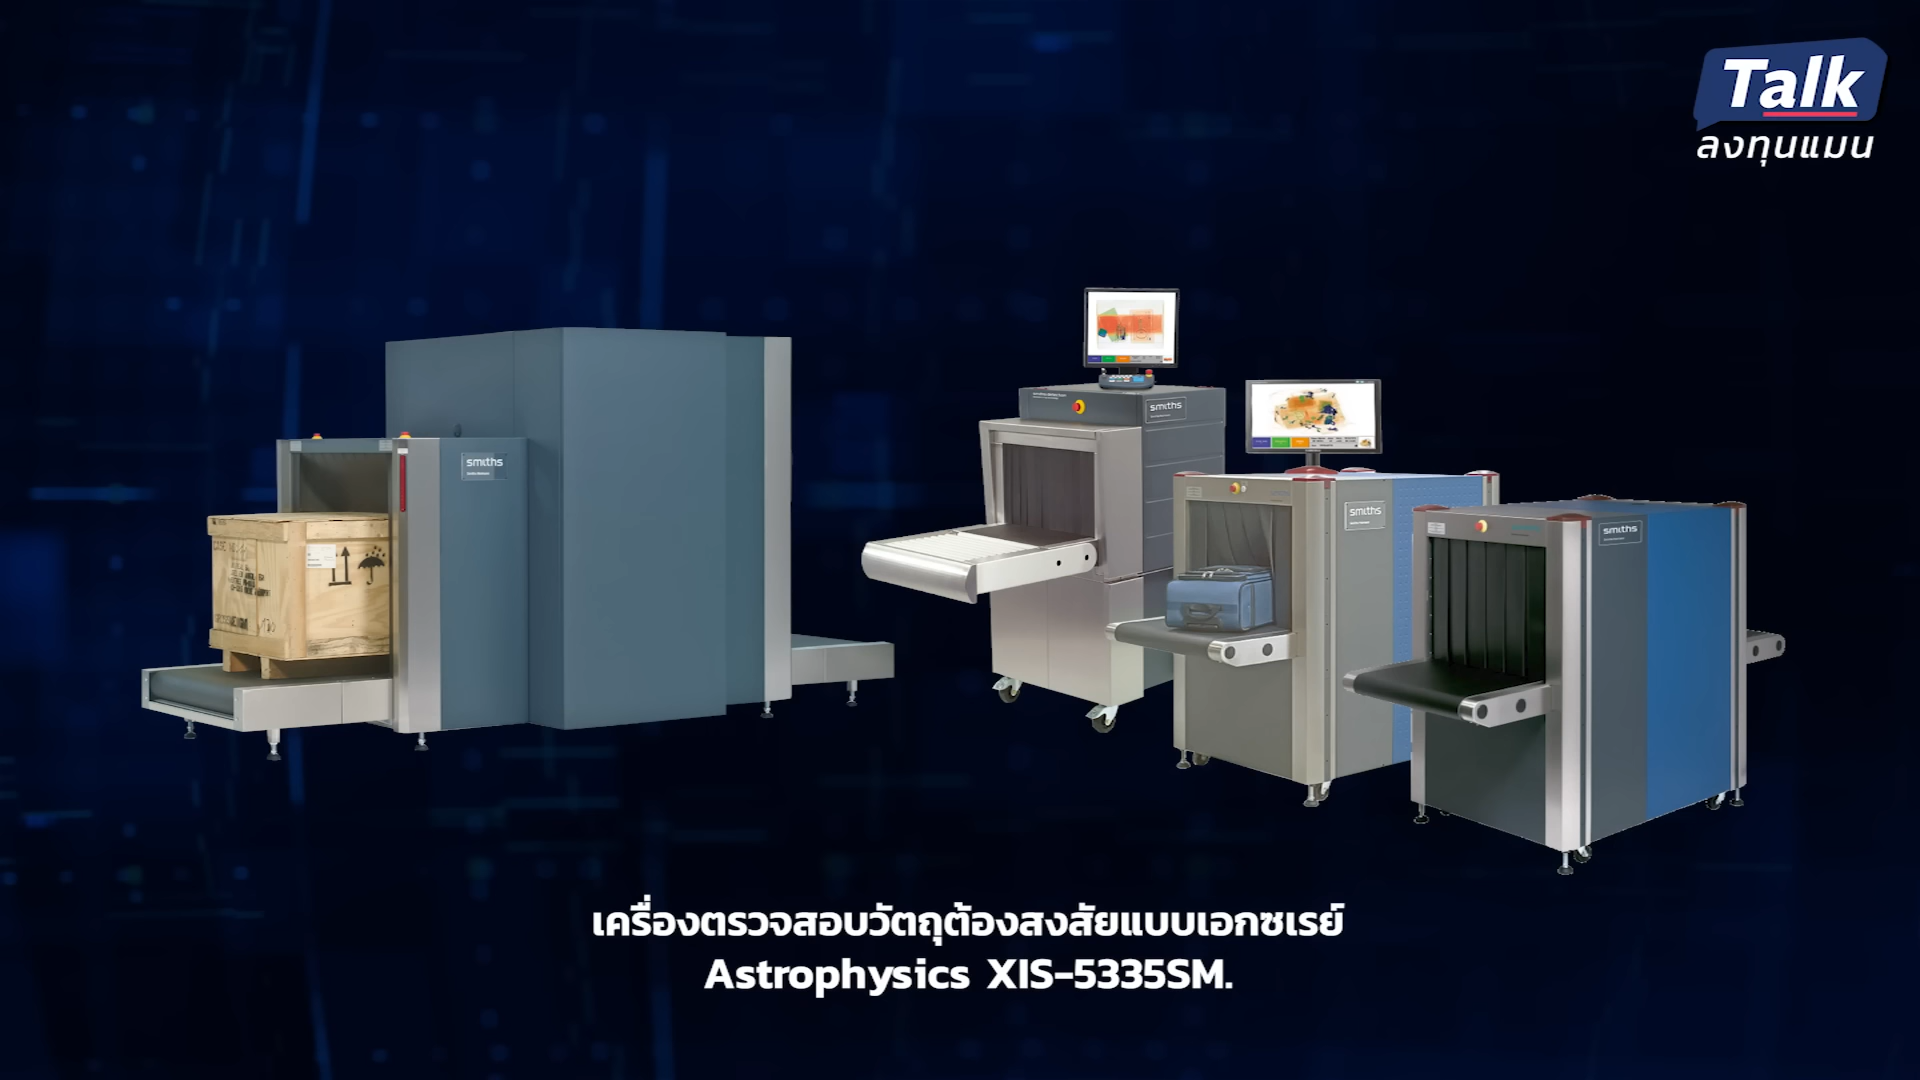 Talk
ลงทุนแมน
smiths
smiths
smiths
smiths
เครื่องตรวจสอบวัตถุต้องสงสัยแบบเอกซเรย์
Astrophysics XIS-5335SM.